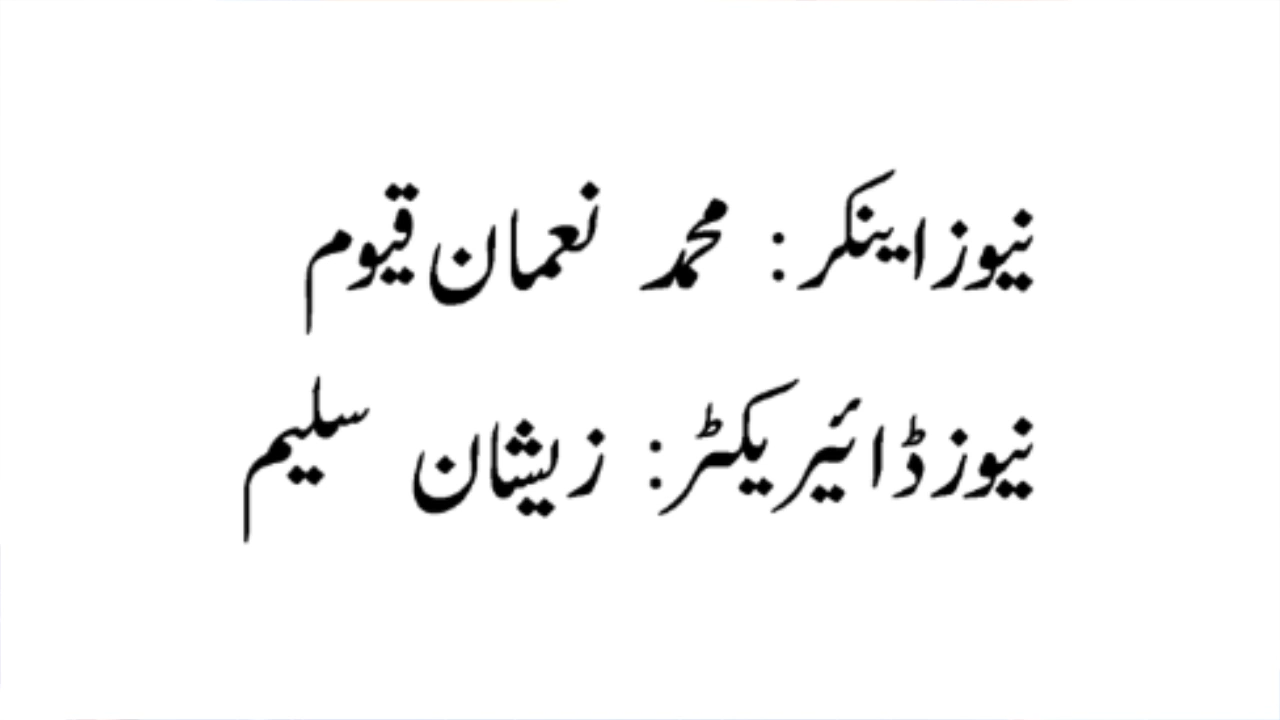 نیوز اینکر : محمد نعمان قیوم
نیوز ڈائیریکٹر : زیشان سلیم